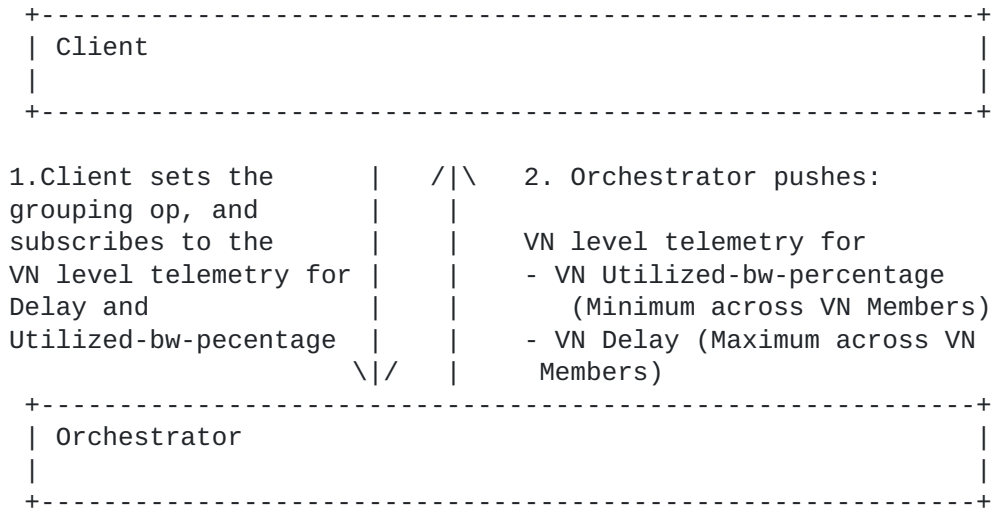 Client
1.Client sets the
grouping op, and
subscribes to the
VN level telemetry for
Delay and
Utilized-bw-pecentage
2. Orchestrator pushes:
VN level telemetry for
- VN Utilized-bw-percentage
(Minimum across VN Members)
- VN Delay (Maximum across VN
Members)
Orchestrator